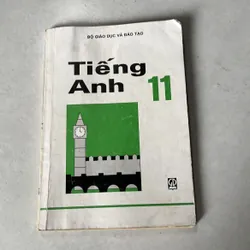 BỘ GIÁO DỤC VÀ ĐÀO TẠO
Tiếng
Anh 11